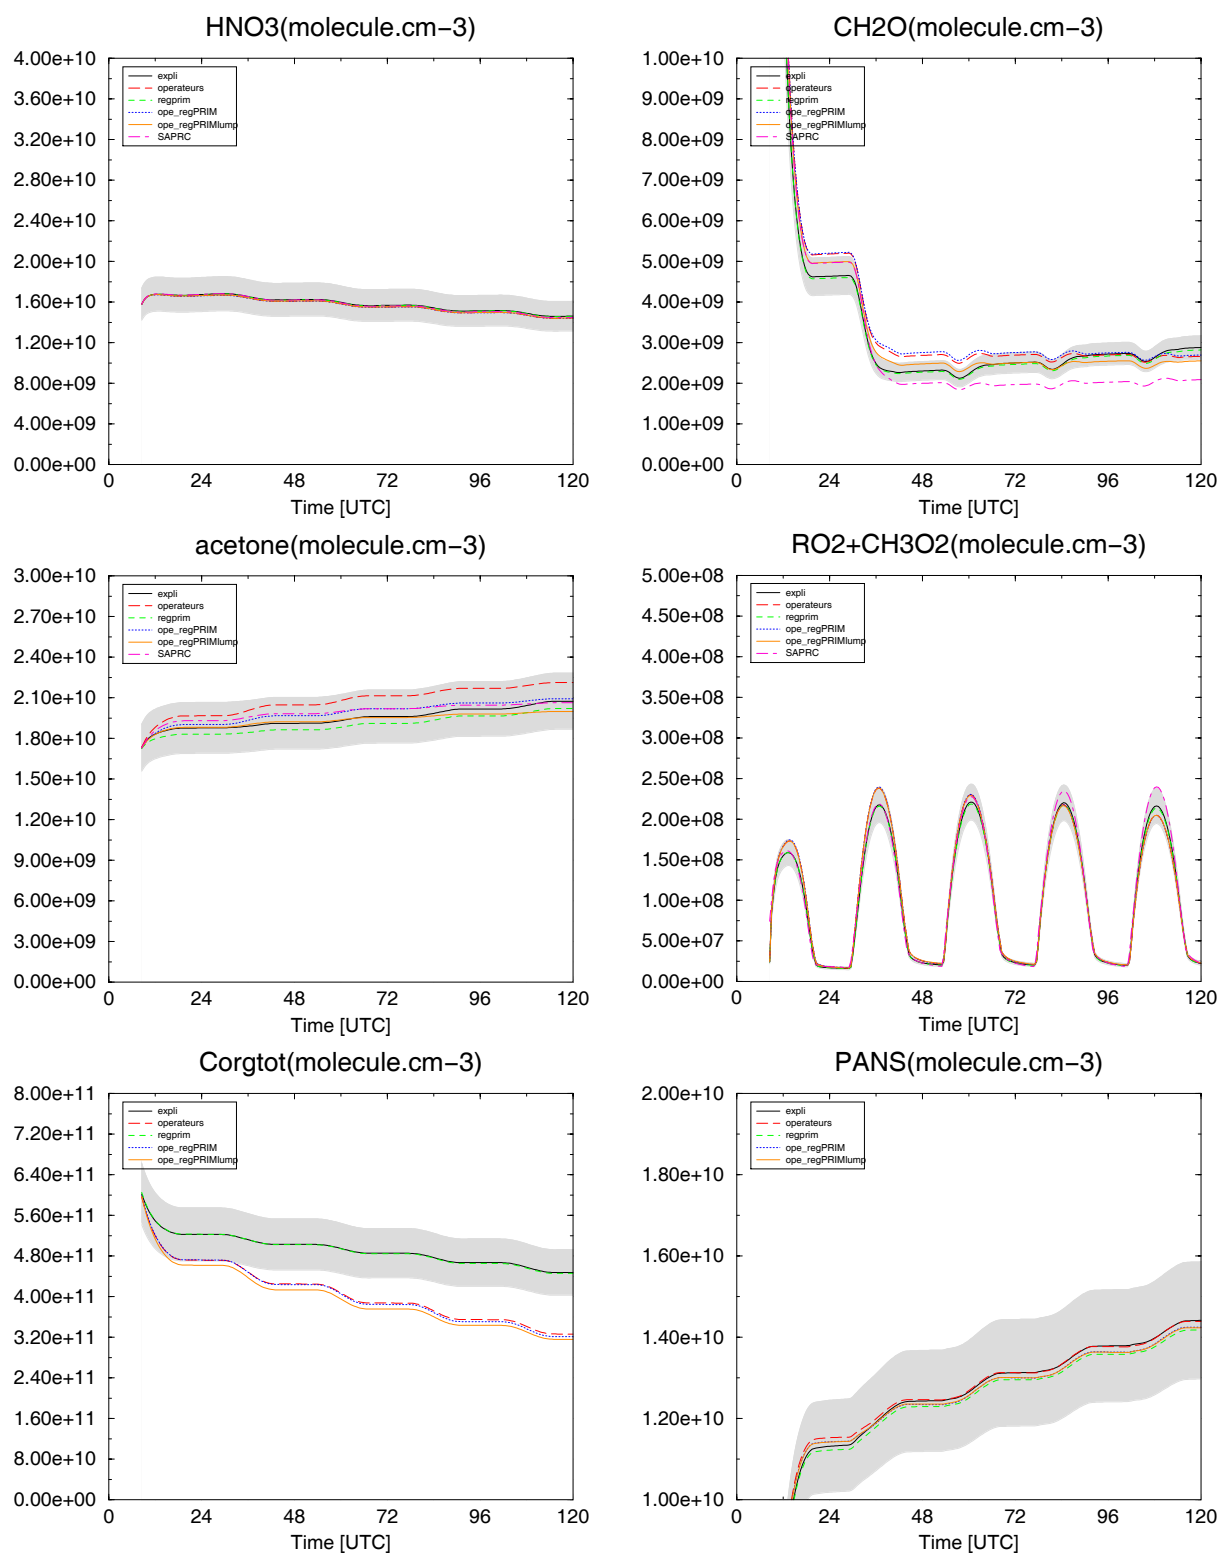 HNO3(molecule.cm−3)
4.00e+10
3.60e+10
3.20e+10
2.80e+10
2.40e+10
2.00e+10
1.60e+10
1.20e+10
8.00e+09
4.00e+09
0.00e+00
expli
operateurs
regprim
ope_regPRIM
ope_regPRIMlump
SAPRC
0 24 48 72 96 120
Time [UTC]
CH2O(molecule.cm−3)
1.00e+10
9.00e+09
8.00e+09
7.00e+09
6.00e+09
5.00e+09
4.00e+09
3.00e+09
2.00e+09
1.00e+09
0.00e+00
expli
operateurs
regprim
ope_regPRIM
ope_regPRIMlump
SAPRC
0 24 48 72 96 120
Time [UTC]
acetone(molecule.cm−3)
3.00e+10
2.70e+10
2.40e+10
2.10e+10
1.80e+10
1.50e+10
1.20e+10
9.00e+09
6.00e+09
3.00e+09
0.00e+00
expli
operateurs
regprim
ope_regPRIM
ope_regPRIMlump
SAPRC
0 24 48 72 96 120
Time [UTC]
RO2+CH3O2(molecule.cm−3)
5.00e+08
4.50e+08
4.00e+08
3.50e+08
3.00e+08
2.50e+08
2.00e+08
1.50e+08
1.00e+08
5.00e+07
0.00e+00
expli
operateurs
regprim
ope_regPRIM
ope_regPRIMlump
SAPRC
0 24 48 72 96 120
Time [UTC]
Corgtot(molecule.cm−3)
8.00e+11
7.20e+11
6.40e+11
5.60e+11
4.80e+11
4.00e+11
3.20e+11
2.40e+11
1.60e+11
8.00e+10
0.00e+00
expli
operateurs
regprim
ope_regPRIM
ope_regPRIMlump
0 24 48 72 96 120
Time [UTC]
PANS(molecule.cm−3)
2.00e+10
1.80e+10
1.60e+10
1.40e+10
1.20e+10
1.00e+10
expli
operateurs
regprim
ope_regPRIM
ope_regPRIMlump
0 24 48 72 96 120
Time [UTC]